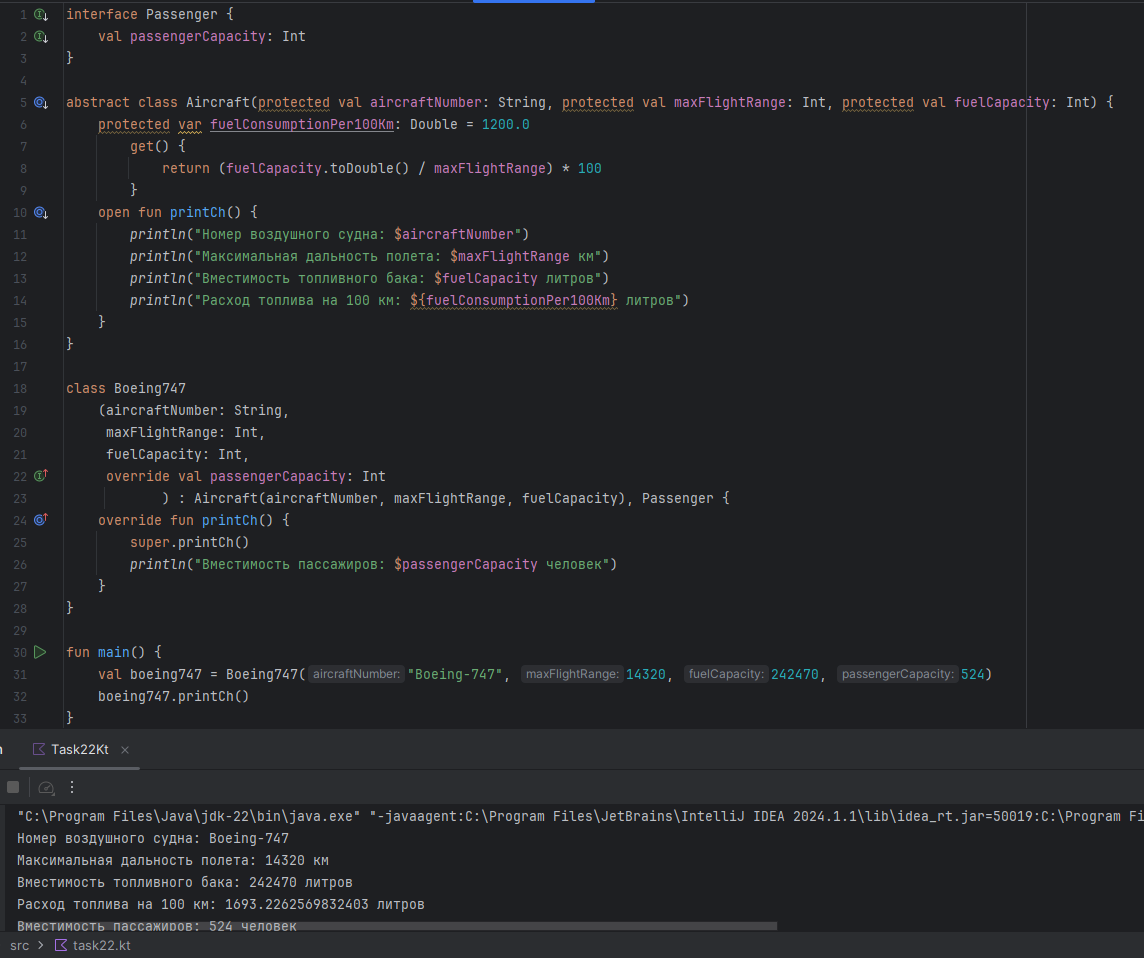 1 interface Passenger {
2     val passengerCapacity: Int
3 }
4
5 abstract class Aircraft(protected val aircraftNumber: String, protected val maxFlightRange: Int, protected val fuelCapacity: Int) {
6     protected var fuelConsumptionPer100Km: Double = 1200.0
7         get() {
8             return (fuelCapacity.toDouble() / maxFlightRange) * 100
9         }
10     open fun printCh() {
11         println("Номер воздушного судна: $aircraftNumber")
12         println("Максимальная дальность полета: $maxFlightRange км")
13         println("Вместимость топливного бака: $fuelCapacity литров")
14         println("Расход топлива на 100 км: ${fuelConsumptionPer100Km} литров")
15     }
16 }
17
18 class Boeing747
19     (aircraftNumber: String,
20      maxFlightRange: Int,
21      fuelCapacity: Int,
22      override val passengerCapacity: Int
23             ) : Aircraft(aircraftNumber, maxFlightRange, fuelCapacity), Passenger {
24     override fun printCh() {
25         super.printCh()
26         println("Вместимость пассажиров: $passengerCapacity человек")
27     }
28 }
29
30 fun main() {
31     val boeing747 = Boeing747( aircraftNumber: "Boeing-747", maxFlightRange: 14320, fuelCapacity: 242470, passengerCapacity: 524)
32     boeing747.printCh()
33 }
Task22Kt
"C:\Program Files\Java\jdk-22\bin\java.exe" "-javaagent:C:\Program Files\JetBrains\IntelliJ IDEA 2024.1.1\lib\idea_rt.jar=50019:C:\Program Fi
Номер воздушного судна: Boeing-747
Максимальная дальность полета: 14320 км
Вместимость топливного бака: 242470 литров
Расход топлива на 100 км: 1693.2262569832403 литров
Вместимость пассажиров: 524 человек
src > task22.kt